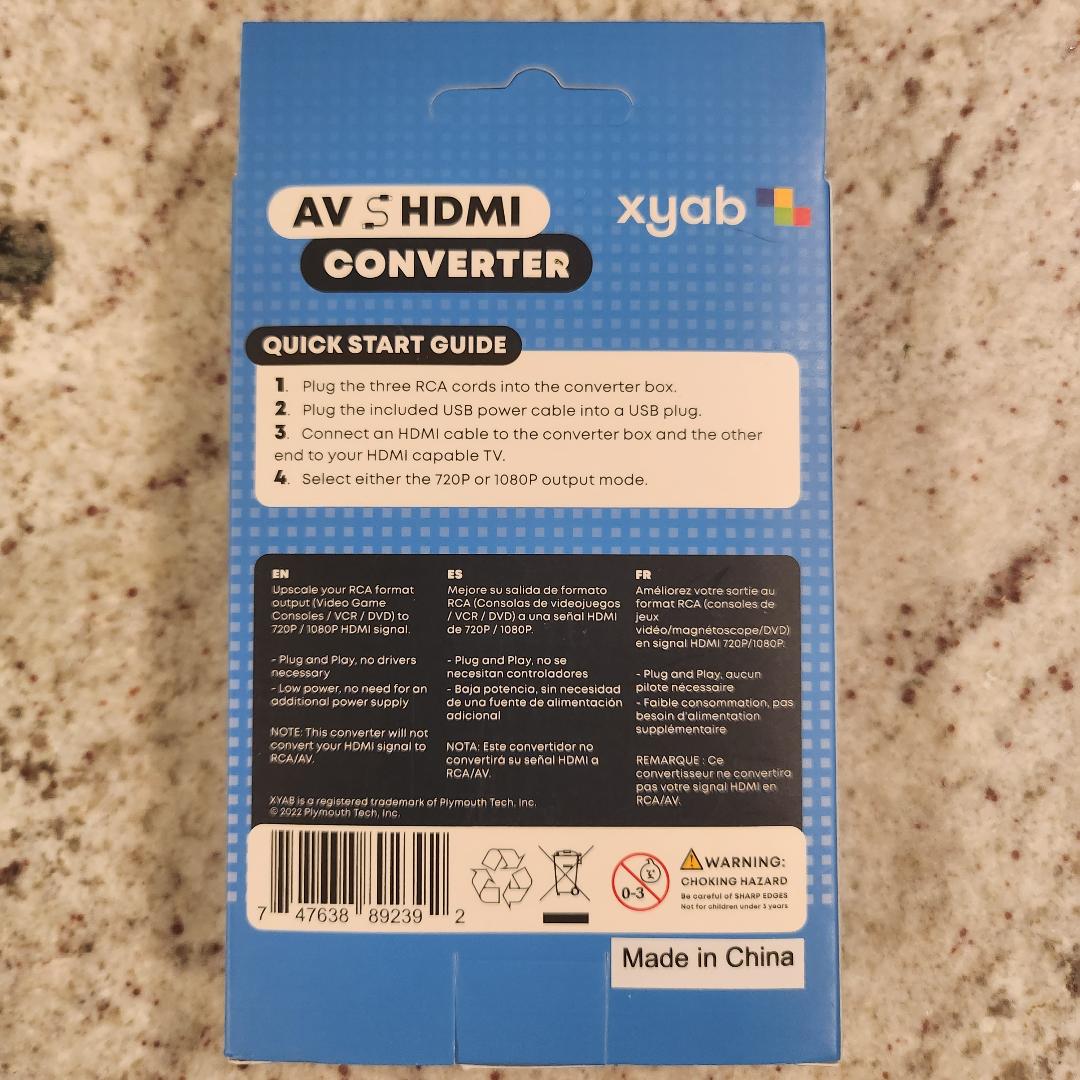 AV HDMI
CONVERTER
xyab
QUICK START GUIDE
1. Plug the three RCA cords into the converter box.
2. Plug the included USB power cable into a USB plug.
3. Connect an HDMI cable to the converter box and the other
end to your HDMI capable TV.
4. Select either the 720P or 1080P output mode.
EN
Upscale your RCA format
output (Video Game
Consoles / VCR / DVD) to
720P / 1080P HDMI signal.
- Plug and Play, no drivers
necessary
- Low power, no need for an
additional power supply
NOTE: This converter will not
convert your HDMI signal to
RCA/AV.
ES
Mejore su salida de formato
RCA (Consolas de videojuegos
/ VCR / DVD) a una señal HDMI
de 720P / 1080P.
- Plug and Play, no se
necesitan controladores
- Baja potencia, sin necesidad
de una fuente de alimentación
adicional
NOTA: Este convertidor no
convertirá su señal HDMI a
RCA/AV.
FR
Améliorez votre sortie au
format RCA (consoles de
jeux
vidéo/magnétoscope/DVD)
en signal HDMI 720P/1080P.
- Plug and Play, aucun
pilote nécessaire
- Faible consommation, pas
besoin d'alimentation
supplémentaire
REMARQUE : Ce
convertisseur ne convertira
pas votre signal HDMI en
RCA/AV.
XYAB is a registered trademark of Plymouth Tech, Inc.
© 2022 Plymouth Tech, Inc.
7 47638 89239 2
0-3
WARNING:
CHOKING HAZARD
Be careful of SHARP EDGES
Not for children under 3 years
Made in China